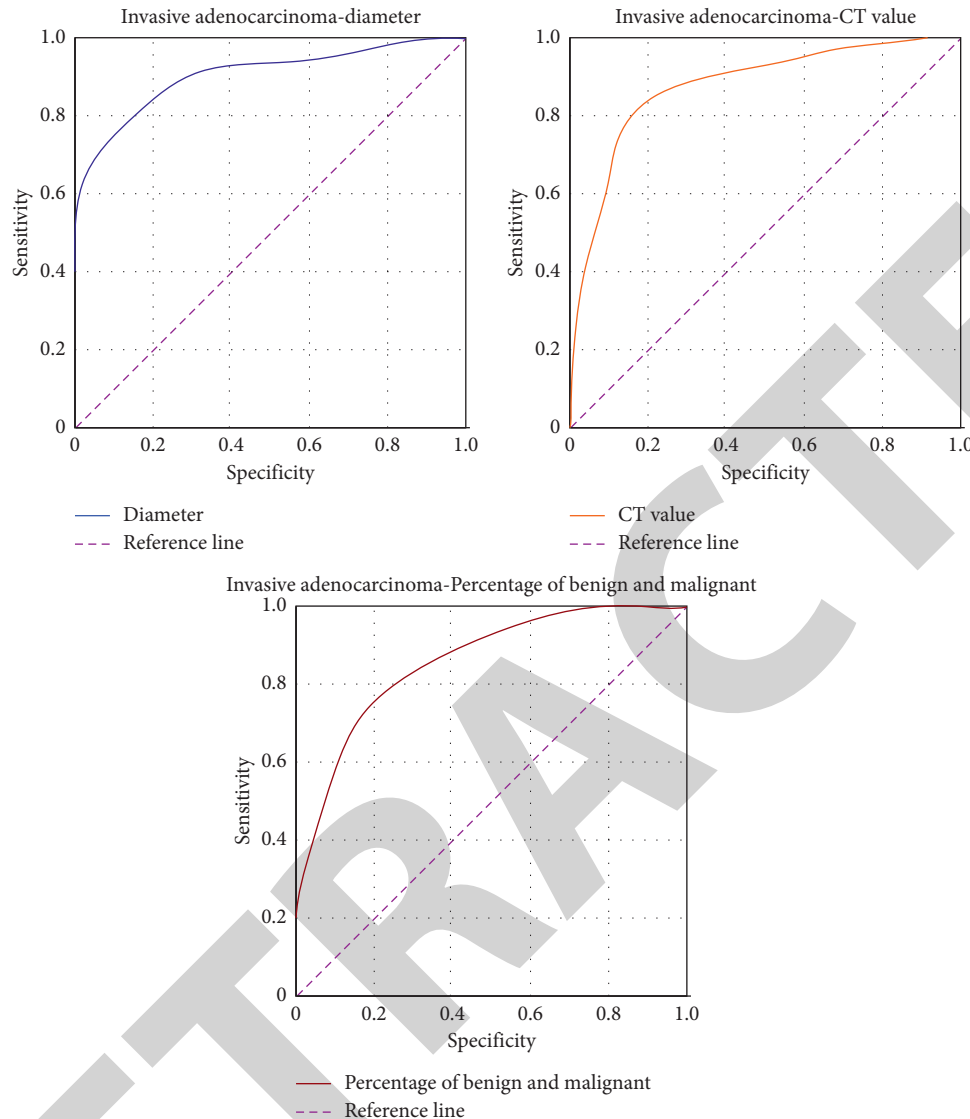 Invasive adenocarcinoma-diameter
1.0
0.8
0.6
0.4
0.2
0
Sensitivity
0 0.2 0.4 0.6 0.8 1.0
Specificity
Diameter
Reference line
Invasive adenocarcinoma-CT value
1.0
0.8
0.6
0.4
0.2
0
Sensitivity
0 0.2 0.4 0.6 0.8 1.0
Specificity
CT value
Reference line
Invasive adenocarcinoma-Percentage of benign and malignant
1.0
0.8
0.6
0.4
0.2
0
Sensitivity
0 0.2 0.4 0.6 0.8 1.0
Specificity
Percentage of benign and malignant
Reference line
TRACTE